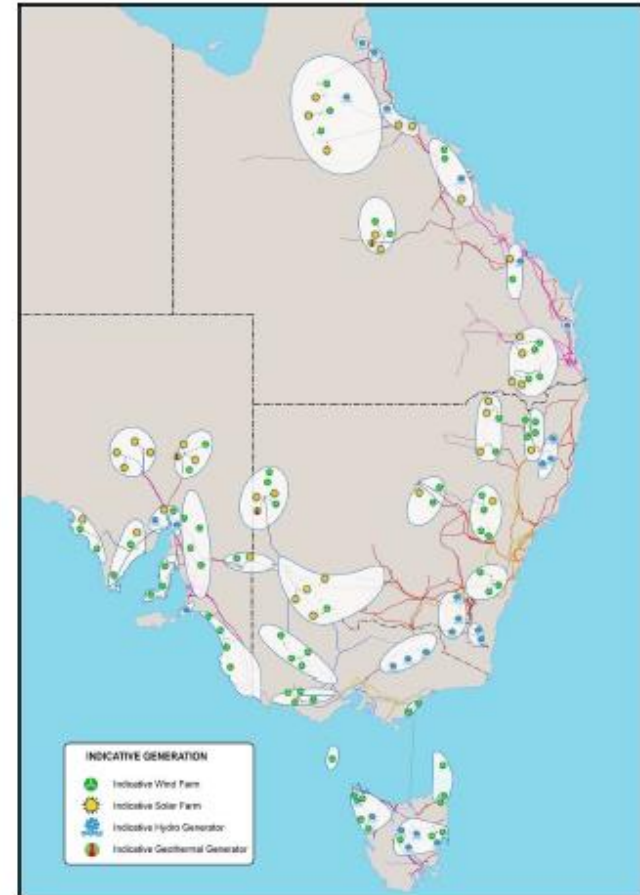 INDICATIVE GENERATION
Indicative Wind Farm
Indicative Solar Farm
Indicative Hydro Generator
Indicative Geothermal Generator